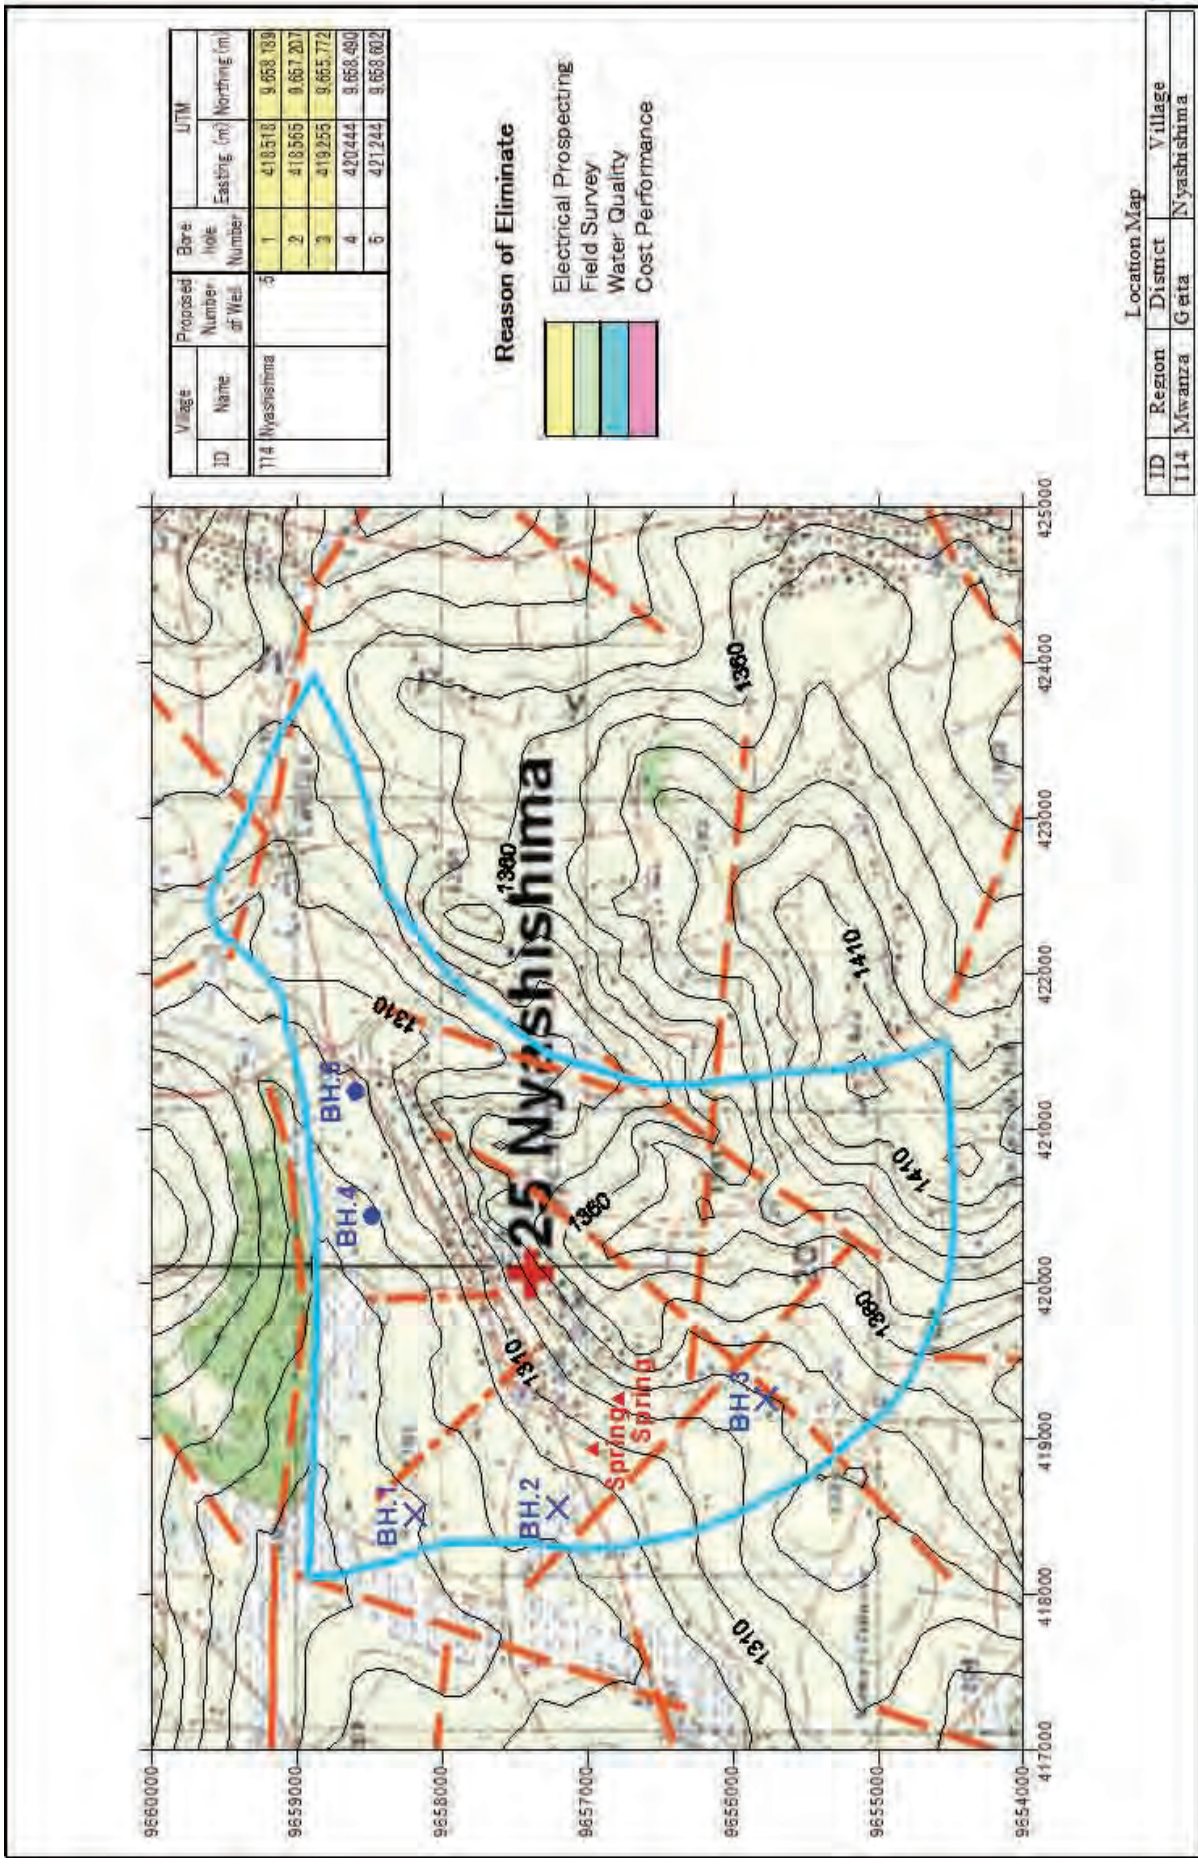 Village
Proposed Number of Well
Bore hole Number
UTM
ID
Name
Easting (m)
Northing (m)
114 Nyashishima 5
1 418.518 9.658.189
2 418.565 9.657.207
3 419.255 9.655.772
4 420.444 9.658.490
5 421.244 9.658.602
Reason of Eliminate
Electrical Prospecting
Field Survey
Water Quality
Cost Performance
9660000
9659000
9658000
9657000
9656000
9655000
9654000
417000
418000
419000
420000
421000
422000
423000
424000
425000
BH.1
BH.2
BH.3
BH.4
BH.5
Spring
Spring
25 Nyashishima
1310
1310
1310
1360
1360
1360
1360
1410
1410
Location Map
ID Region District Village
114 Mwanza Geita Nyashishima